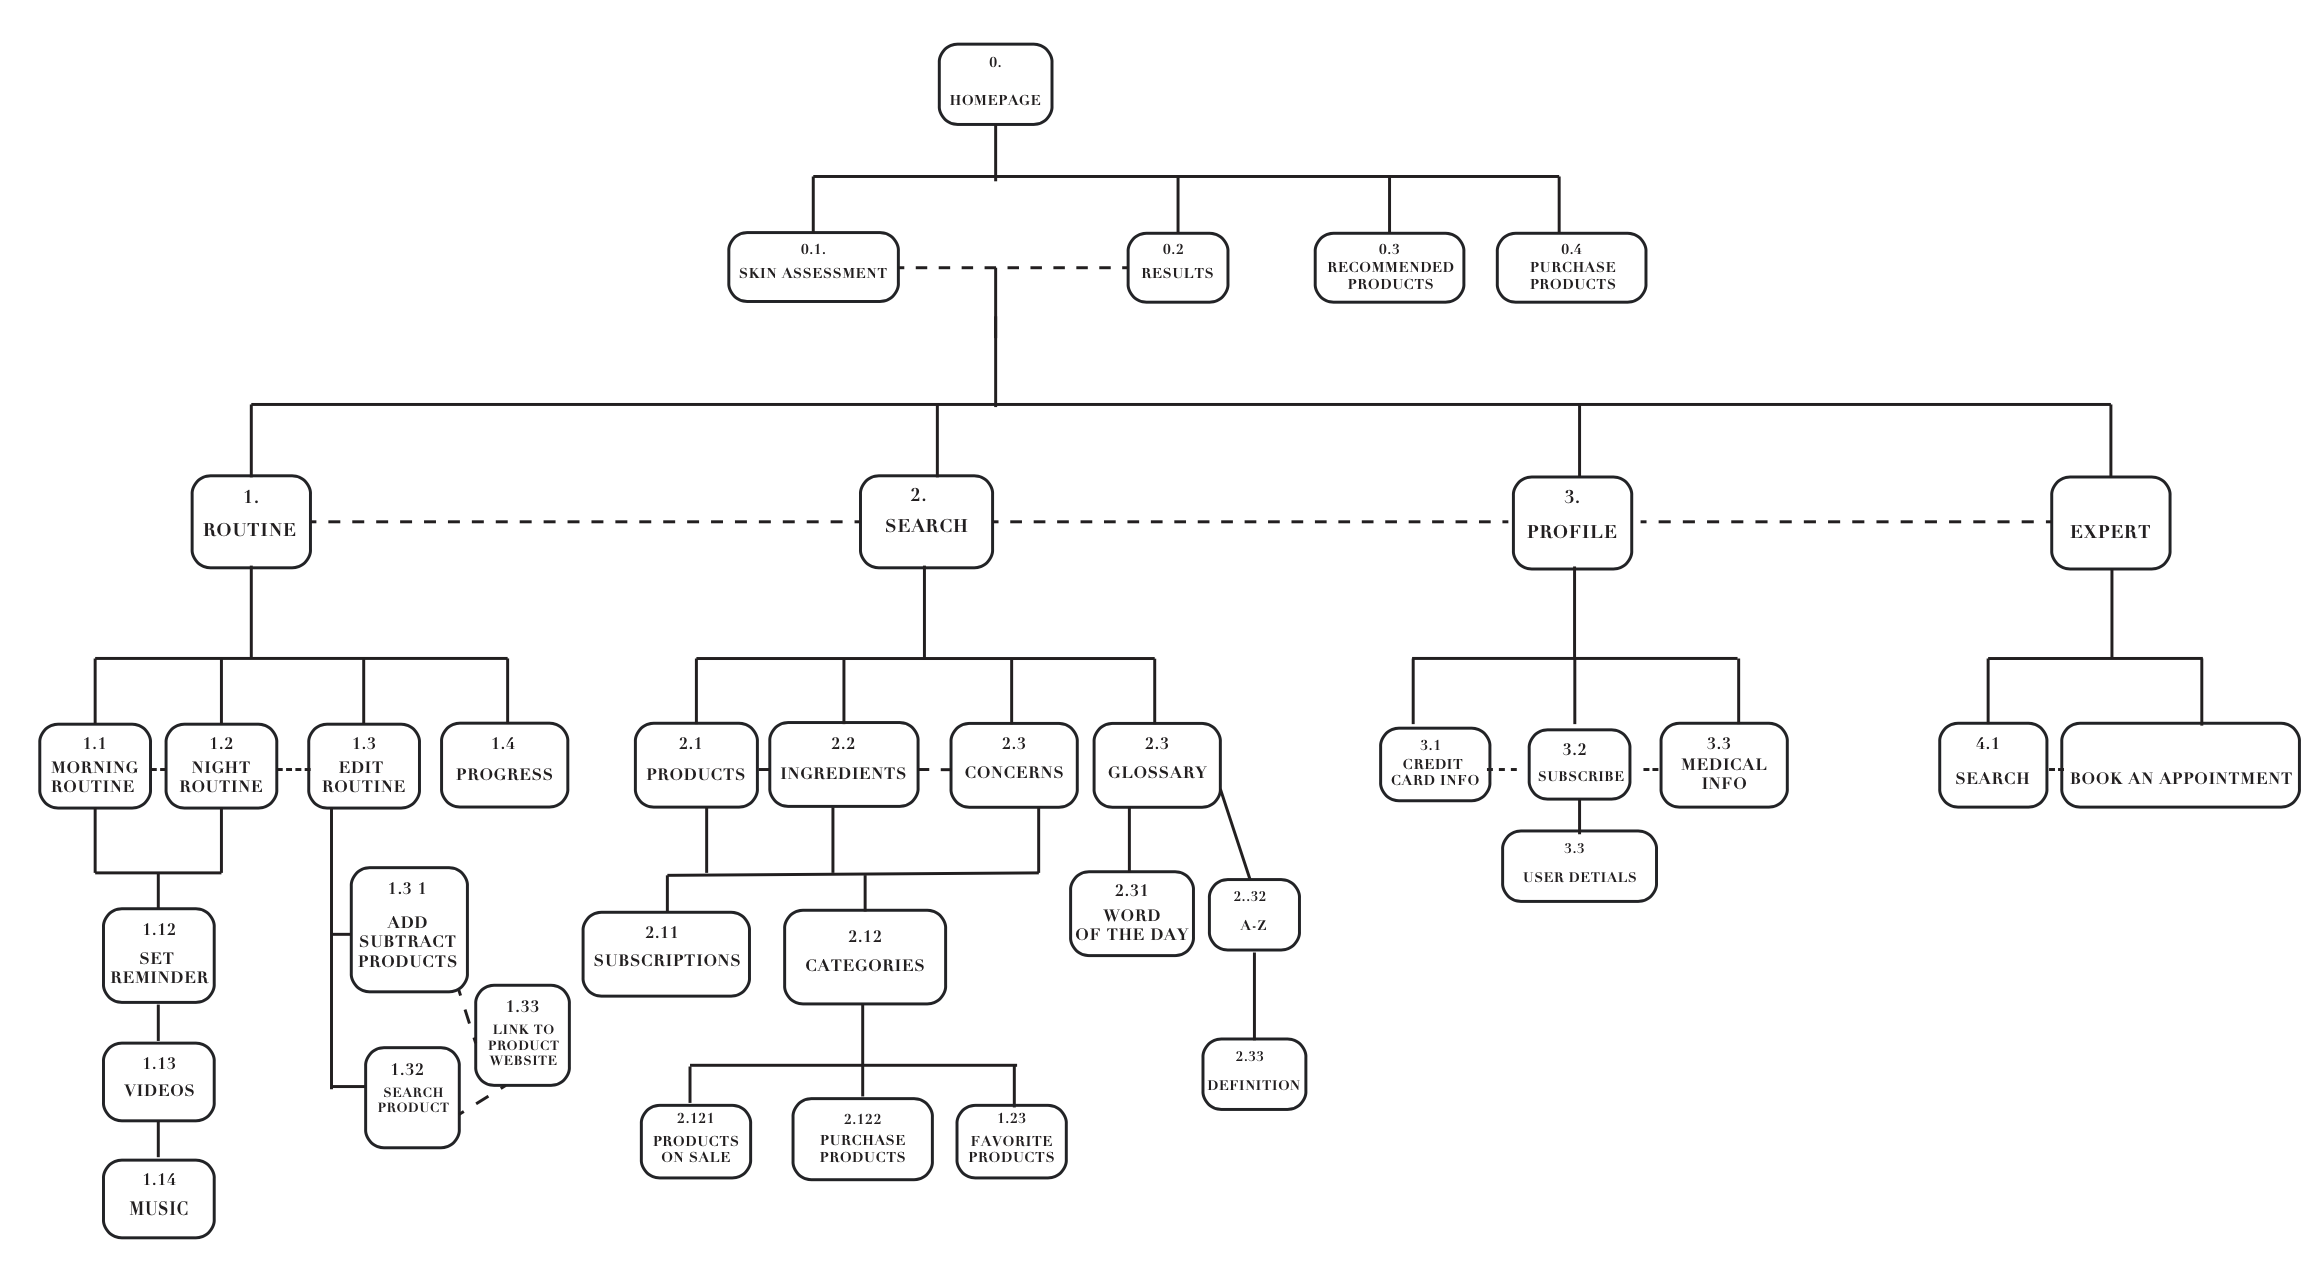 0.
HOMEPAGE
0.1.
SKIN ASSESSMENT
0.2
RESULTS
0.3
RECOMMENDED
PRODUCTS
0.4
PURCHASE
PRODUCTS
1.
ROUTINE
2.
SEARCH
3.
PROFILE
EXPERT
1.1
MORNING
ROUTINE
1.2
NIGHT
ROUTINE
1.3
EDIT
ROUTINE
1.4
PROGRESS
2.1
PRODUCTS
2.2
INGREDIENTS
2.3
CONCERNS
2.3
GLOSSARY
3.1
CREDIT
CARD INFO
3.2
SUBSCRIBE
3.3
MEDICAL
INFO
4.1
SEARCH
BOOK AN APPOINTMENT
3.3
USER DETIALS
1.12
SET
REMINDER
1.3 1
ADD
SUBTRACT
PRODUCTS
2.11
SUBSCRIPTIONS
2.12
CATEGORIES
2.31
WORD
OF THE DAY
2..32
A-Z
1.13
VIDEOS
1.33
LINK TO
PRODUCT
WEBSITE
1.32
SEARCH
PRODUCT
2.33
DEFINITION
1.14
MUSIC
2.121
PRODUCTS
ON SALE
2.122
PURCHASE
PRODUCTS
1.23
FAVORITE
PRODUCTS